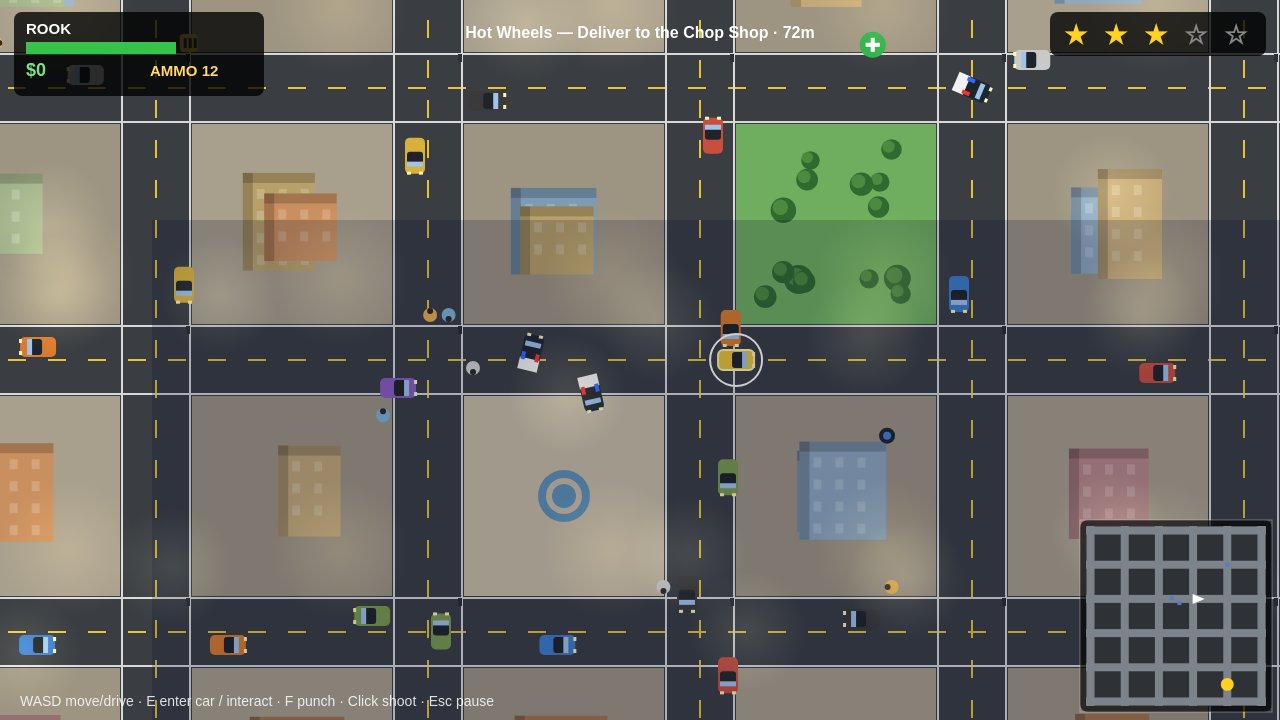 ROOK
$0
AMMO 12
Hot Wheels — Deliver to the Chop Shop · 72m
WASD move/drive · E enter car / interact · F punch · Click shoot · Esc pause